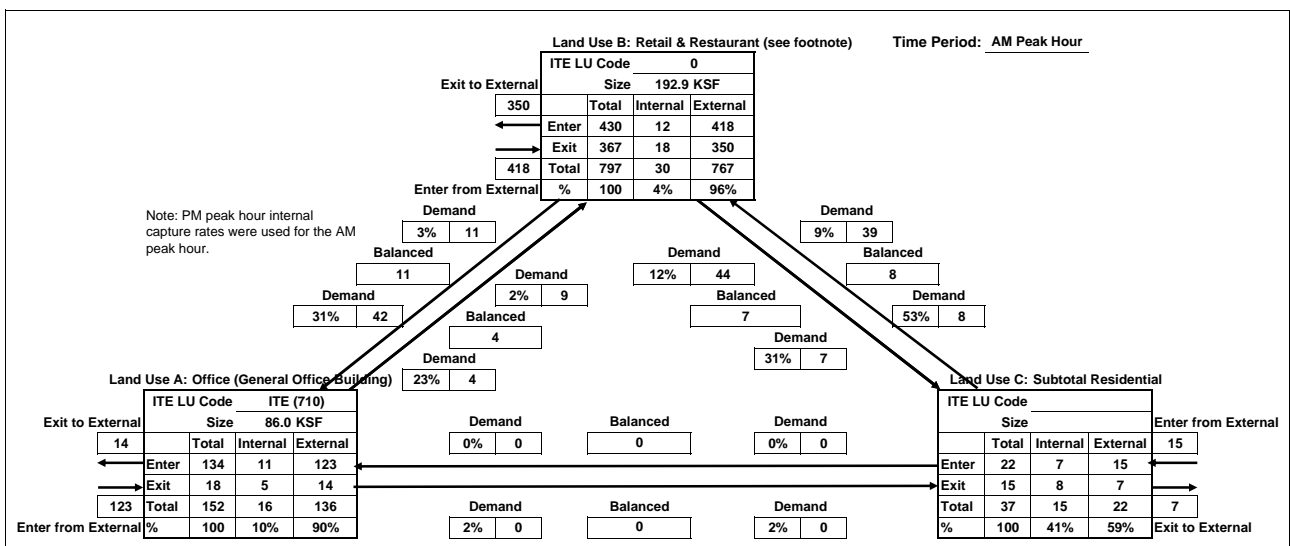 Land Use B: Retail & Restaurant (see footnote) Time Period: AM Peak Hour
ITE LU Code 0
Exit to External Size 192.9 KSF
350 Total Internal External
Enter 430 12 418
Exit 367 18 350
418 Total 797 30 767
Enter from External % 100 4% 96%
Note: PM peak hour internal
capture rates were used for the AM
peak hour.
Demand Demand
3% 11 9% 39
Balanced Demand Balanced
11 12% 44 8
Demand
2% 9
Demand Balanced Demand
31% 42 7 53% 8
Balanced
4
Demand
31% 7
Demand
23% 4
Land Use A: Office (General Office Building) Land Use C: Subtotal Residential
ITE LU Code ITE (710) ITE LU Code
Exit to External Size 86.0 KSF Demand Balanced Demand Size Enter from External
14 Total Internal External 0% 0 0 0% 0 Total Internal External 15
Enter 134 11 123 Enter 22 7 15
Exit 18 5 14 Exit 15 8 7
123 Total 152 16 136 Demand Balanced Demand Total 37 15 22 7
Enter from External % 100 10% 90% 2% 0 0 2% 0 % 100 41% 59% Exit to External